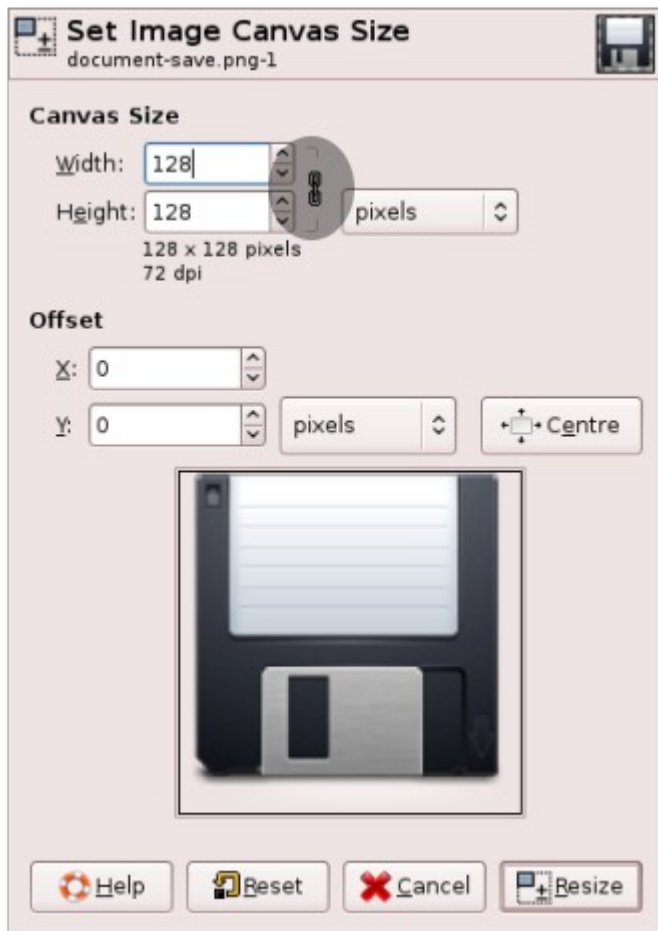 Set Image Canvas Size
document-save.png-1
Canvas Size
Width: 128
Height: 128 pixels
128 x 128 pixels
72 dpi
Offset
X: 0
Y: 0 pixels Centre
Help Reset Cancel Resize